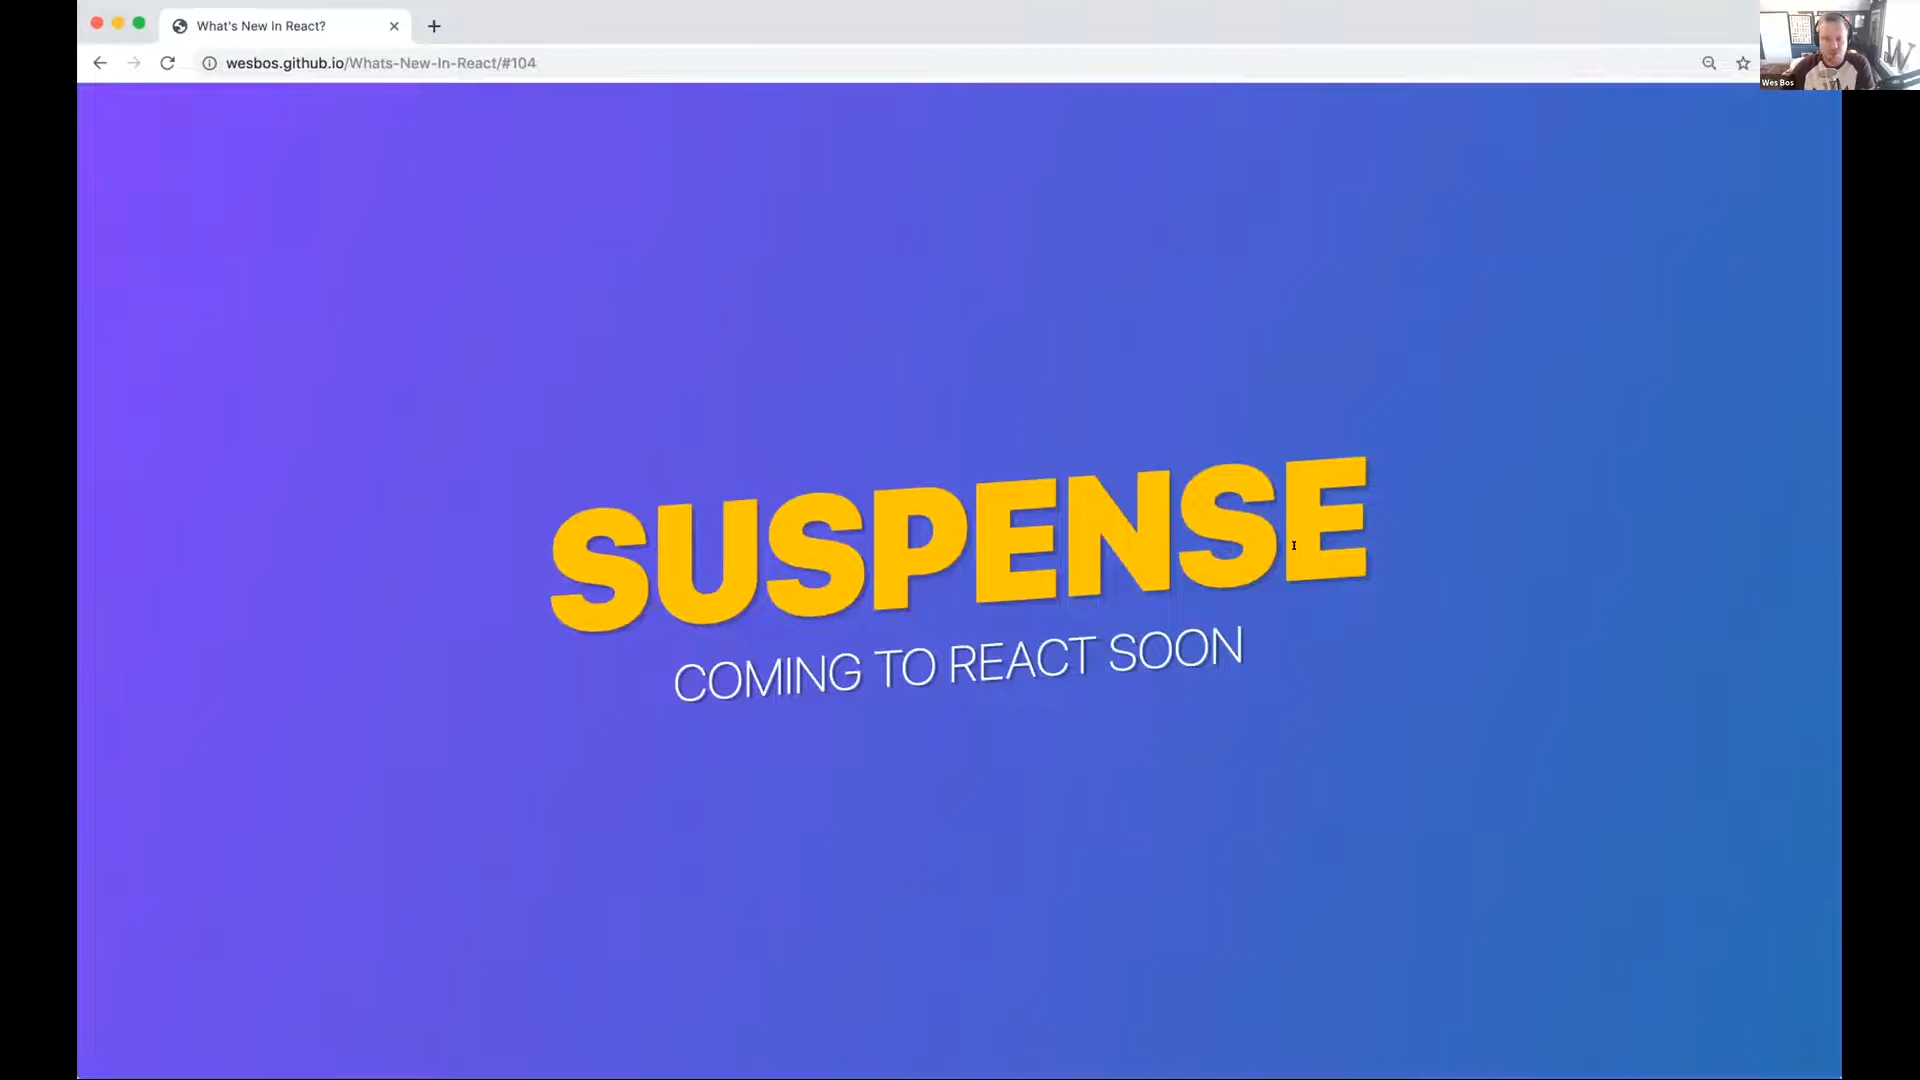 What's New In React?
wesbos.github.io/Whats-New-In-React/#104
Wes Bos
SUSPENSE
COMING TO REACT SOON